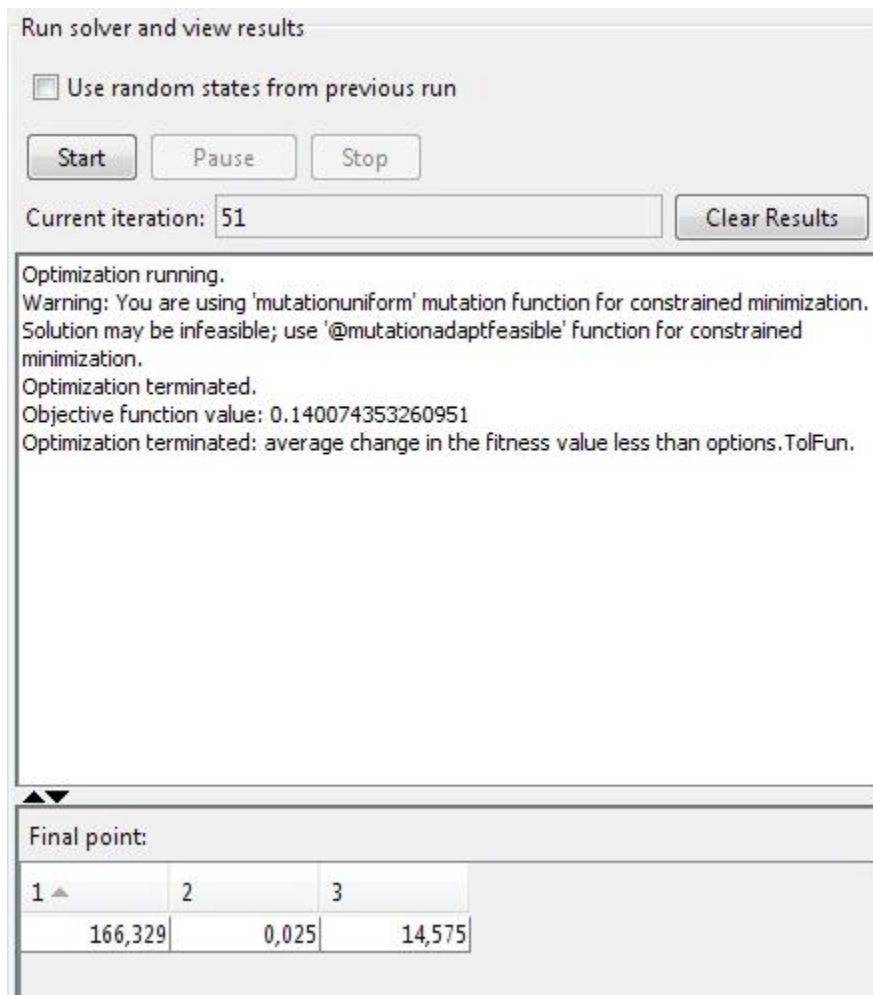 Run solver and view results
Use random states from previous run
Start Pause Stop
Current iteration: 51 Clear Results
Optimization running.
Warning: You are using 'mutationuniform' mutation function for constrained minimization.
Solution may be infeasible; use '@mutationadaptfeasible' function for constrained
minimization.
Optimization terminated.
Objective function value: 0.140074353260951
Optimization terminated: average change in the fitness value less than options.TolFun.
Final point:
1 2 3
166,329 0,025 14,575